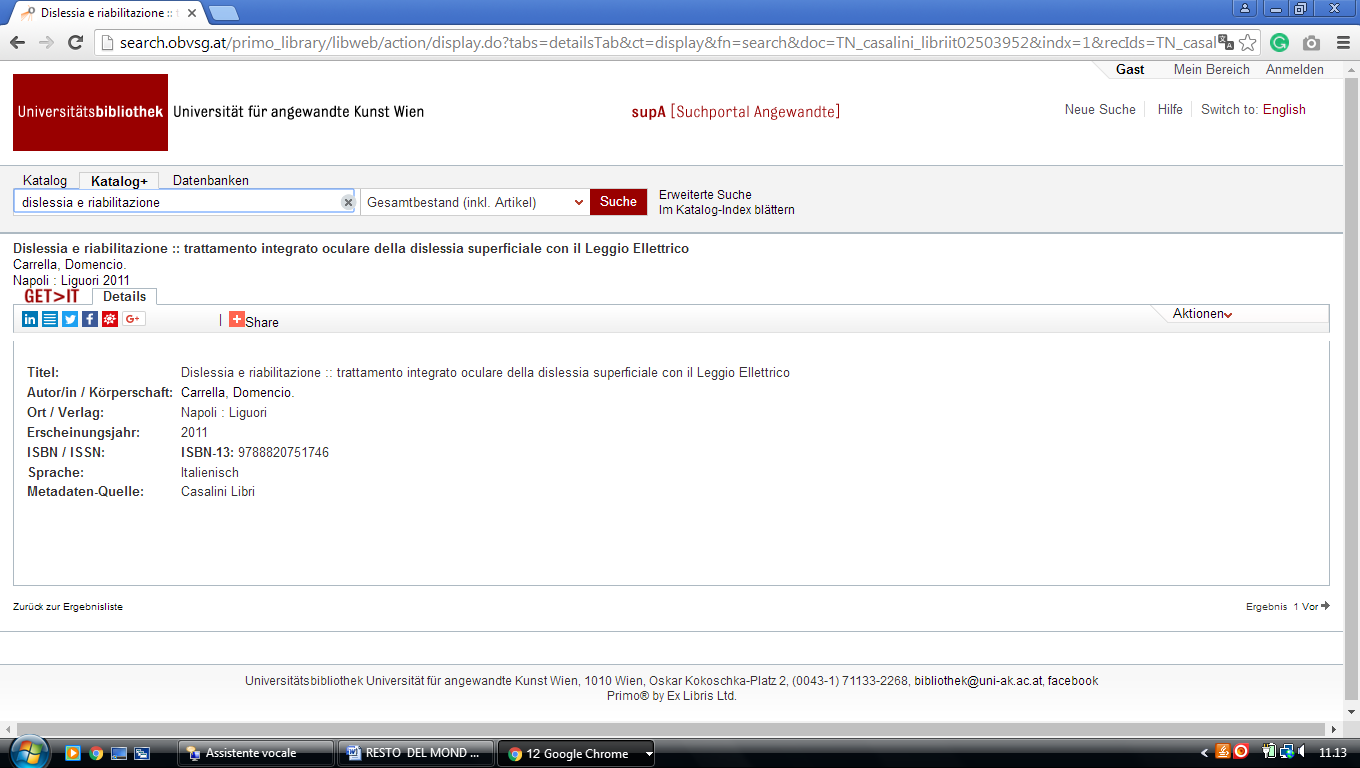 Dislessia e riabilitazione :: t
search.obvsg.at/primo_library/libweb/action/display.do?tabs=detailsTab&ct=display&fn=search&doc=TN_casalini_libriit02503952&indx=1&recIds=TN_casal
Gast Mein Bereich Anmelden
Universitätsbibliothek Universität für angewandte Kunst Wien supA [Suchportal Angewandte] Neue Suche Hilfe Switch to: English
Katalog Katalog+ Datenbanken
dislessia e riabilitazione Gesamtbestand (inkl. Artikel) Suche Erweiterte Suche
Im Katalog-Index blättern
Dislessia e riabilitazione :: trattamento integrato oculare della dislessia superficiale con il Leggio Ellettrico
Carrella, Domencio.
Napoli : Liguori 2011
GET>IT Details
Share Aktionen
Titel: Dislessia e riabilitazione :: trattamento integrato oculare della dislessia superficiale con il Leggio Ellettrico
Autor/in / Körperschaft: Carrella, Domencio.
Ort / Verlag: Napoli : Liguori
Erscheinungsjahr: 2011
ISBN / ISSN: ISBN-13: 9788820751746
Sprache: Italienisch
Metadaten-Quelle: Casalini Libri
Zurück zur Ergebnisliste Ergebnis 1 Vor
Universitätsbibliothek Universität für angewandte Kunst Wien, 1010 Wien, Oskar Kokoschka-Platz 2, (0043-1) 71133-2268, bibliothek@uni-ak.ac.at, facebook
Primo® by Ex Libris Ltd.
Assistente vocale RESTO DEL MOND ... 12 Google Chrome 11.13